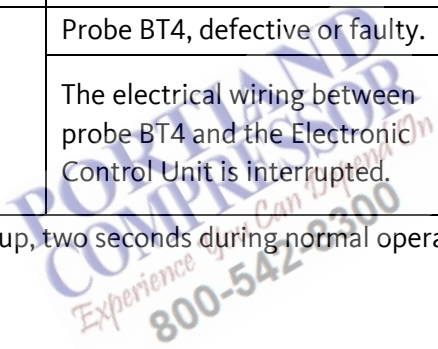 Probe BT4, defective or faulty.
The electrical wiring between
probe BT4 and the Electronic
Control Unit is interrupted.
up, two seconds during normal opera
PORTLAND
COMPRESSOR
Experience You Can Depend On
800-542-8300